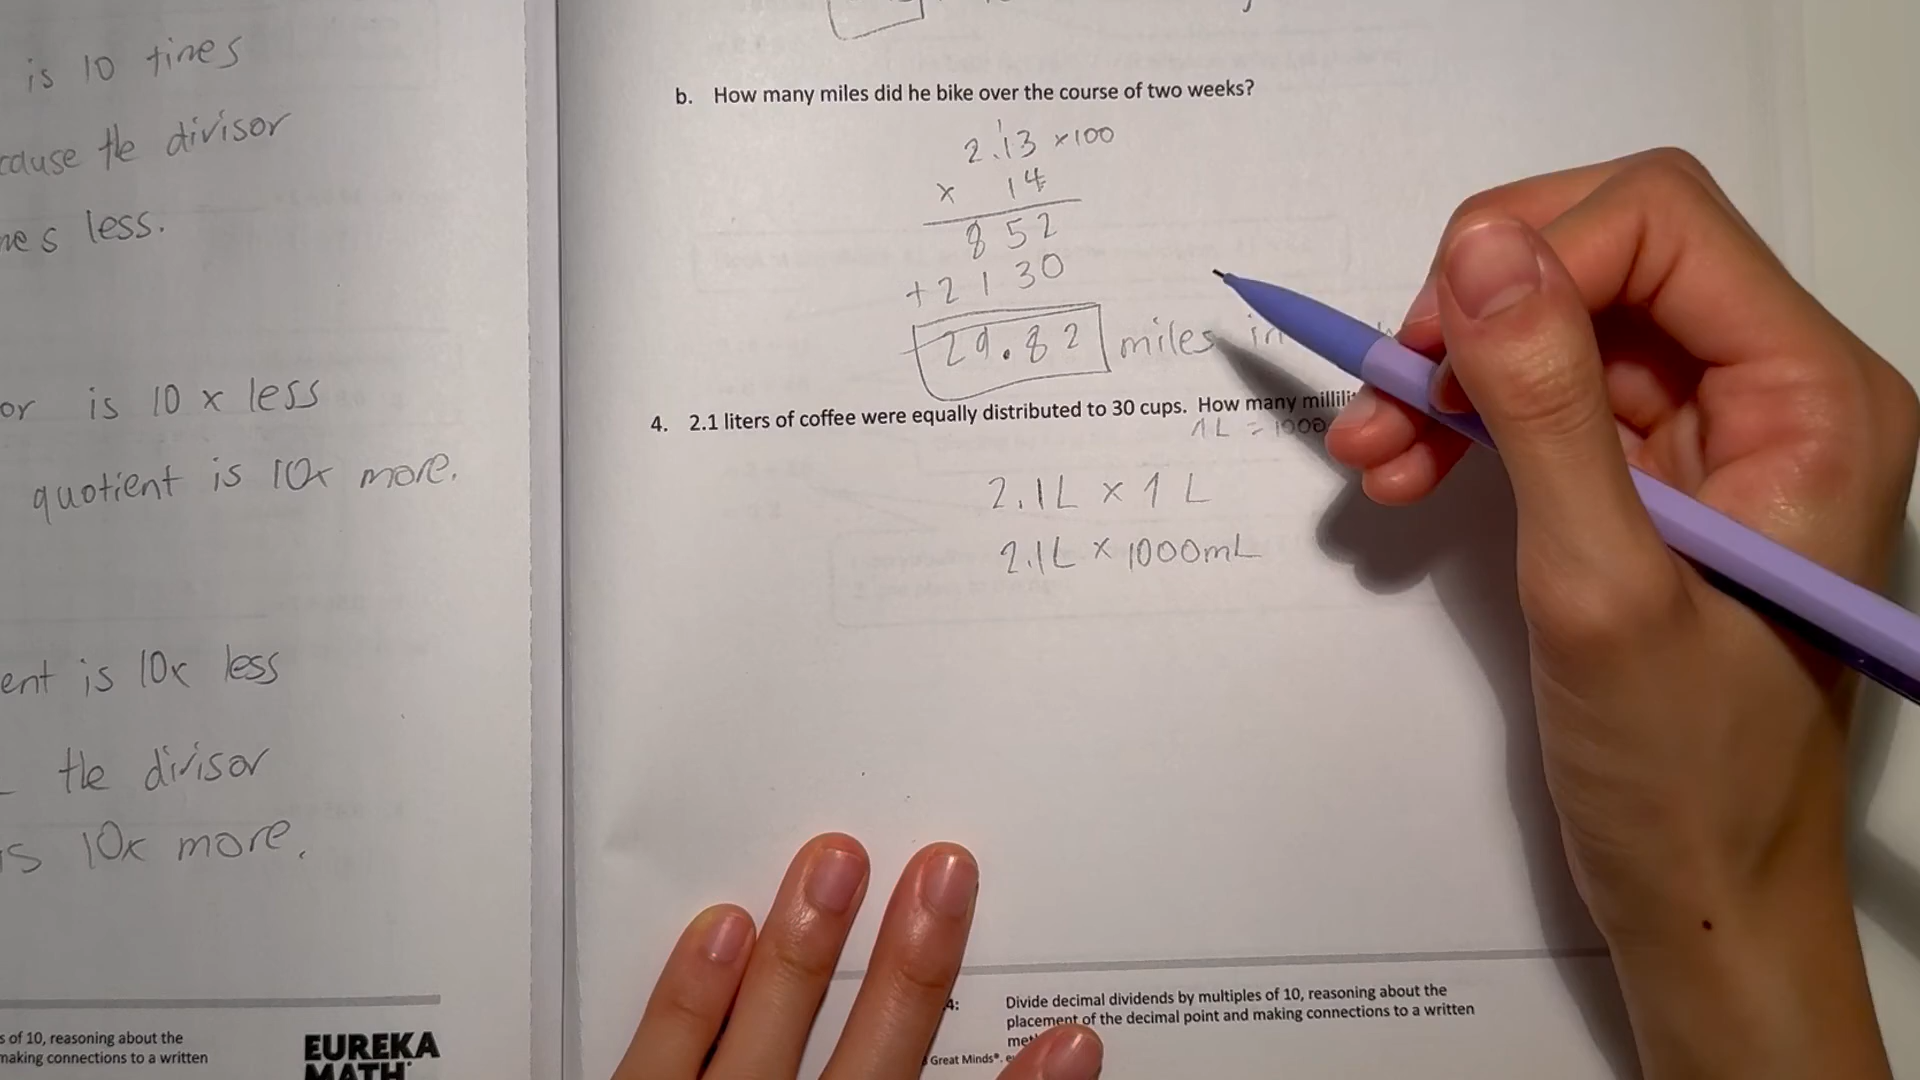 is 10 times
the divisor
less.
or is 10 x less
quotient is 10x more.
is 10x less
the divisor
10x more.
of 10, reasoning about the
making connections to a written
EUREKA
MATH
b. How many miles did he bike over the course of two weeks?
2.13 x100
x 14
852
+2130
29.82 miles in
4. 2.1 liters of coffee were equally distributed to 30 cups. How many
1L = 1000
2.1L x 1 L
2.1L x 1000mL
4: Divide decimal dividends by multiples of 10, reasoning about the
placement of the decimal point and making connections to a written
Great Minds®.